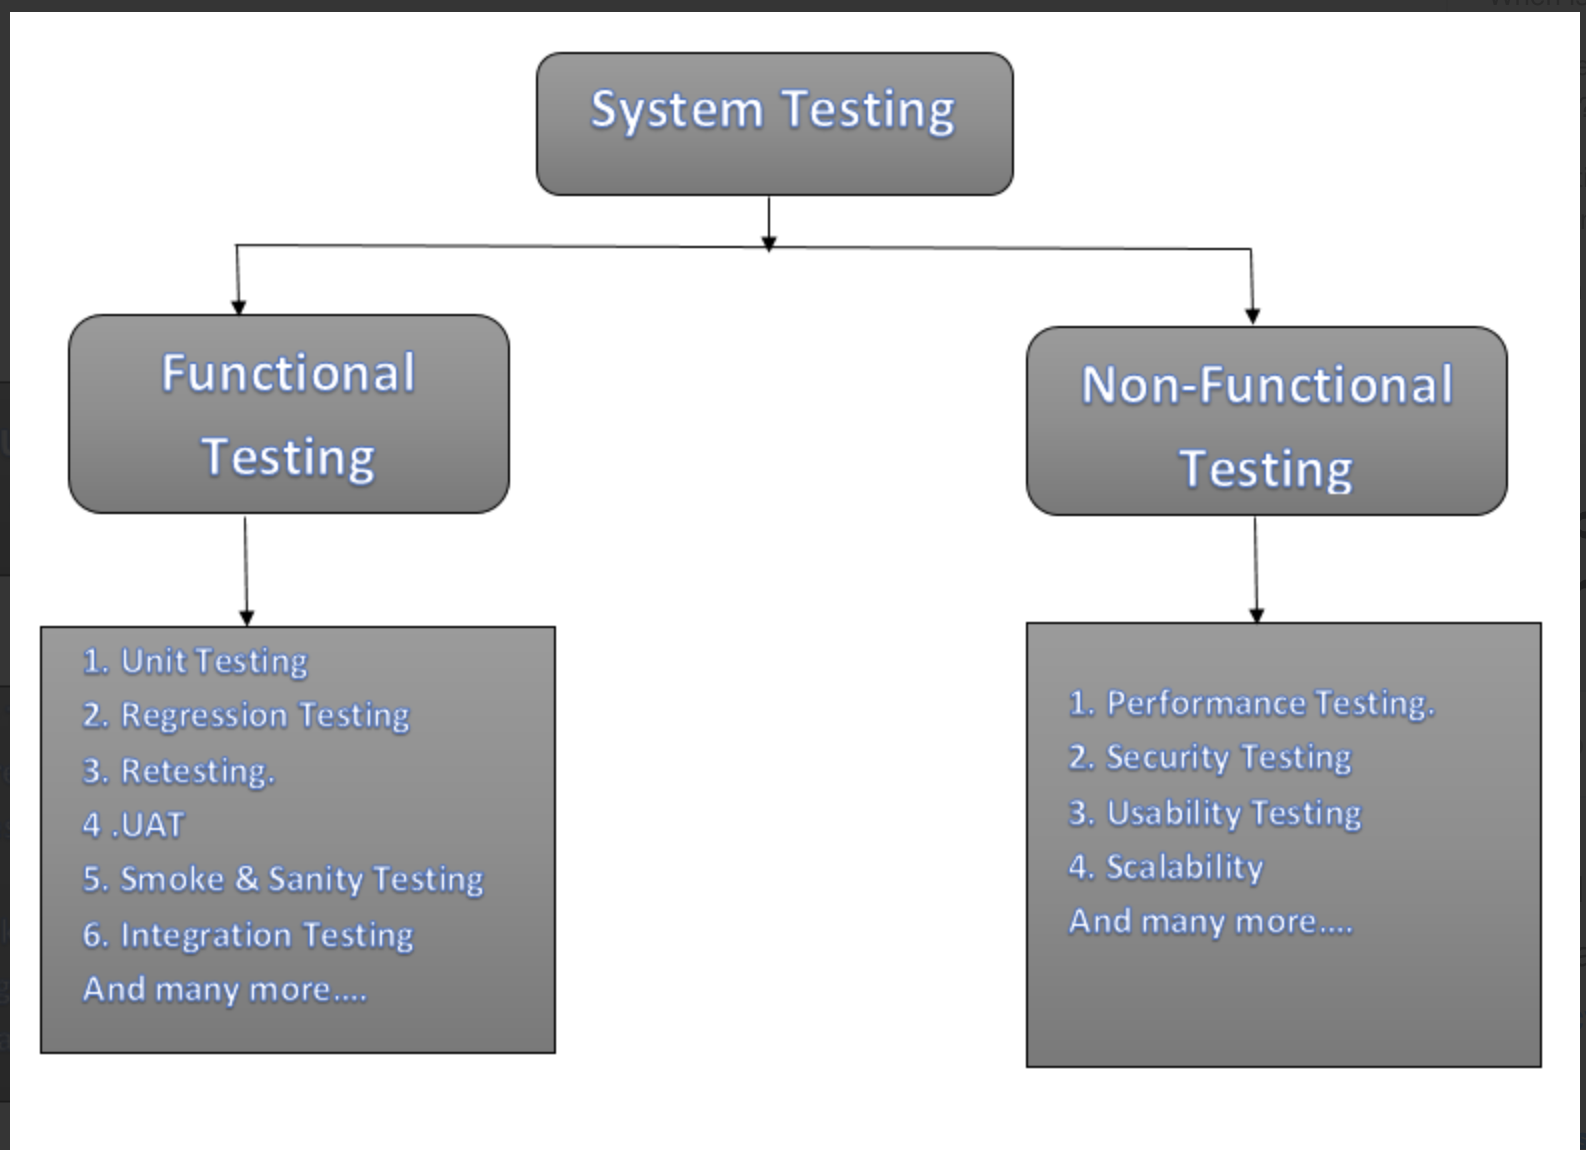 System Testing
Functional
Testing
Non-Functional
Testing
1. Unit Testing
2. Regression Testing
3. Retesting.
4 .UAT
5. Smoke & Sanity Testing
6. Integration Testing
And many more....
1. Performance Testing.
2. Security Testing
3. Usability Testing
4. Scalability
And many more....